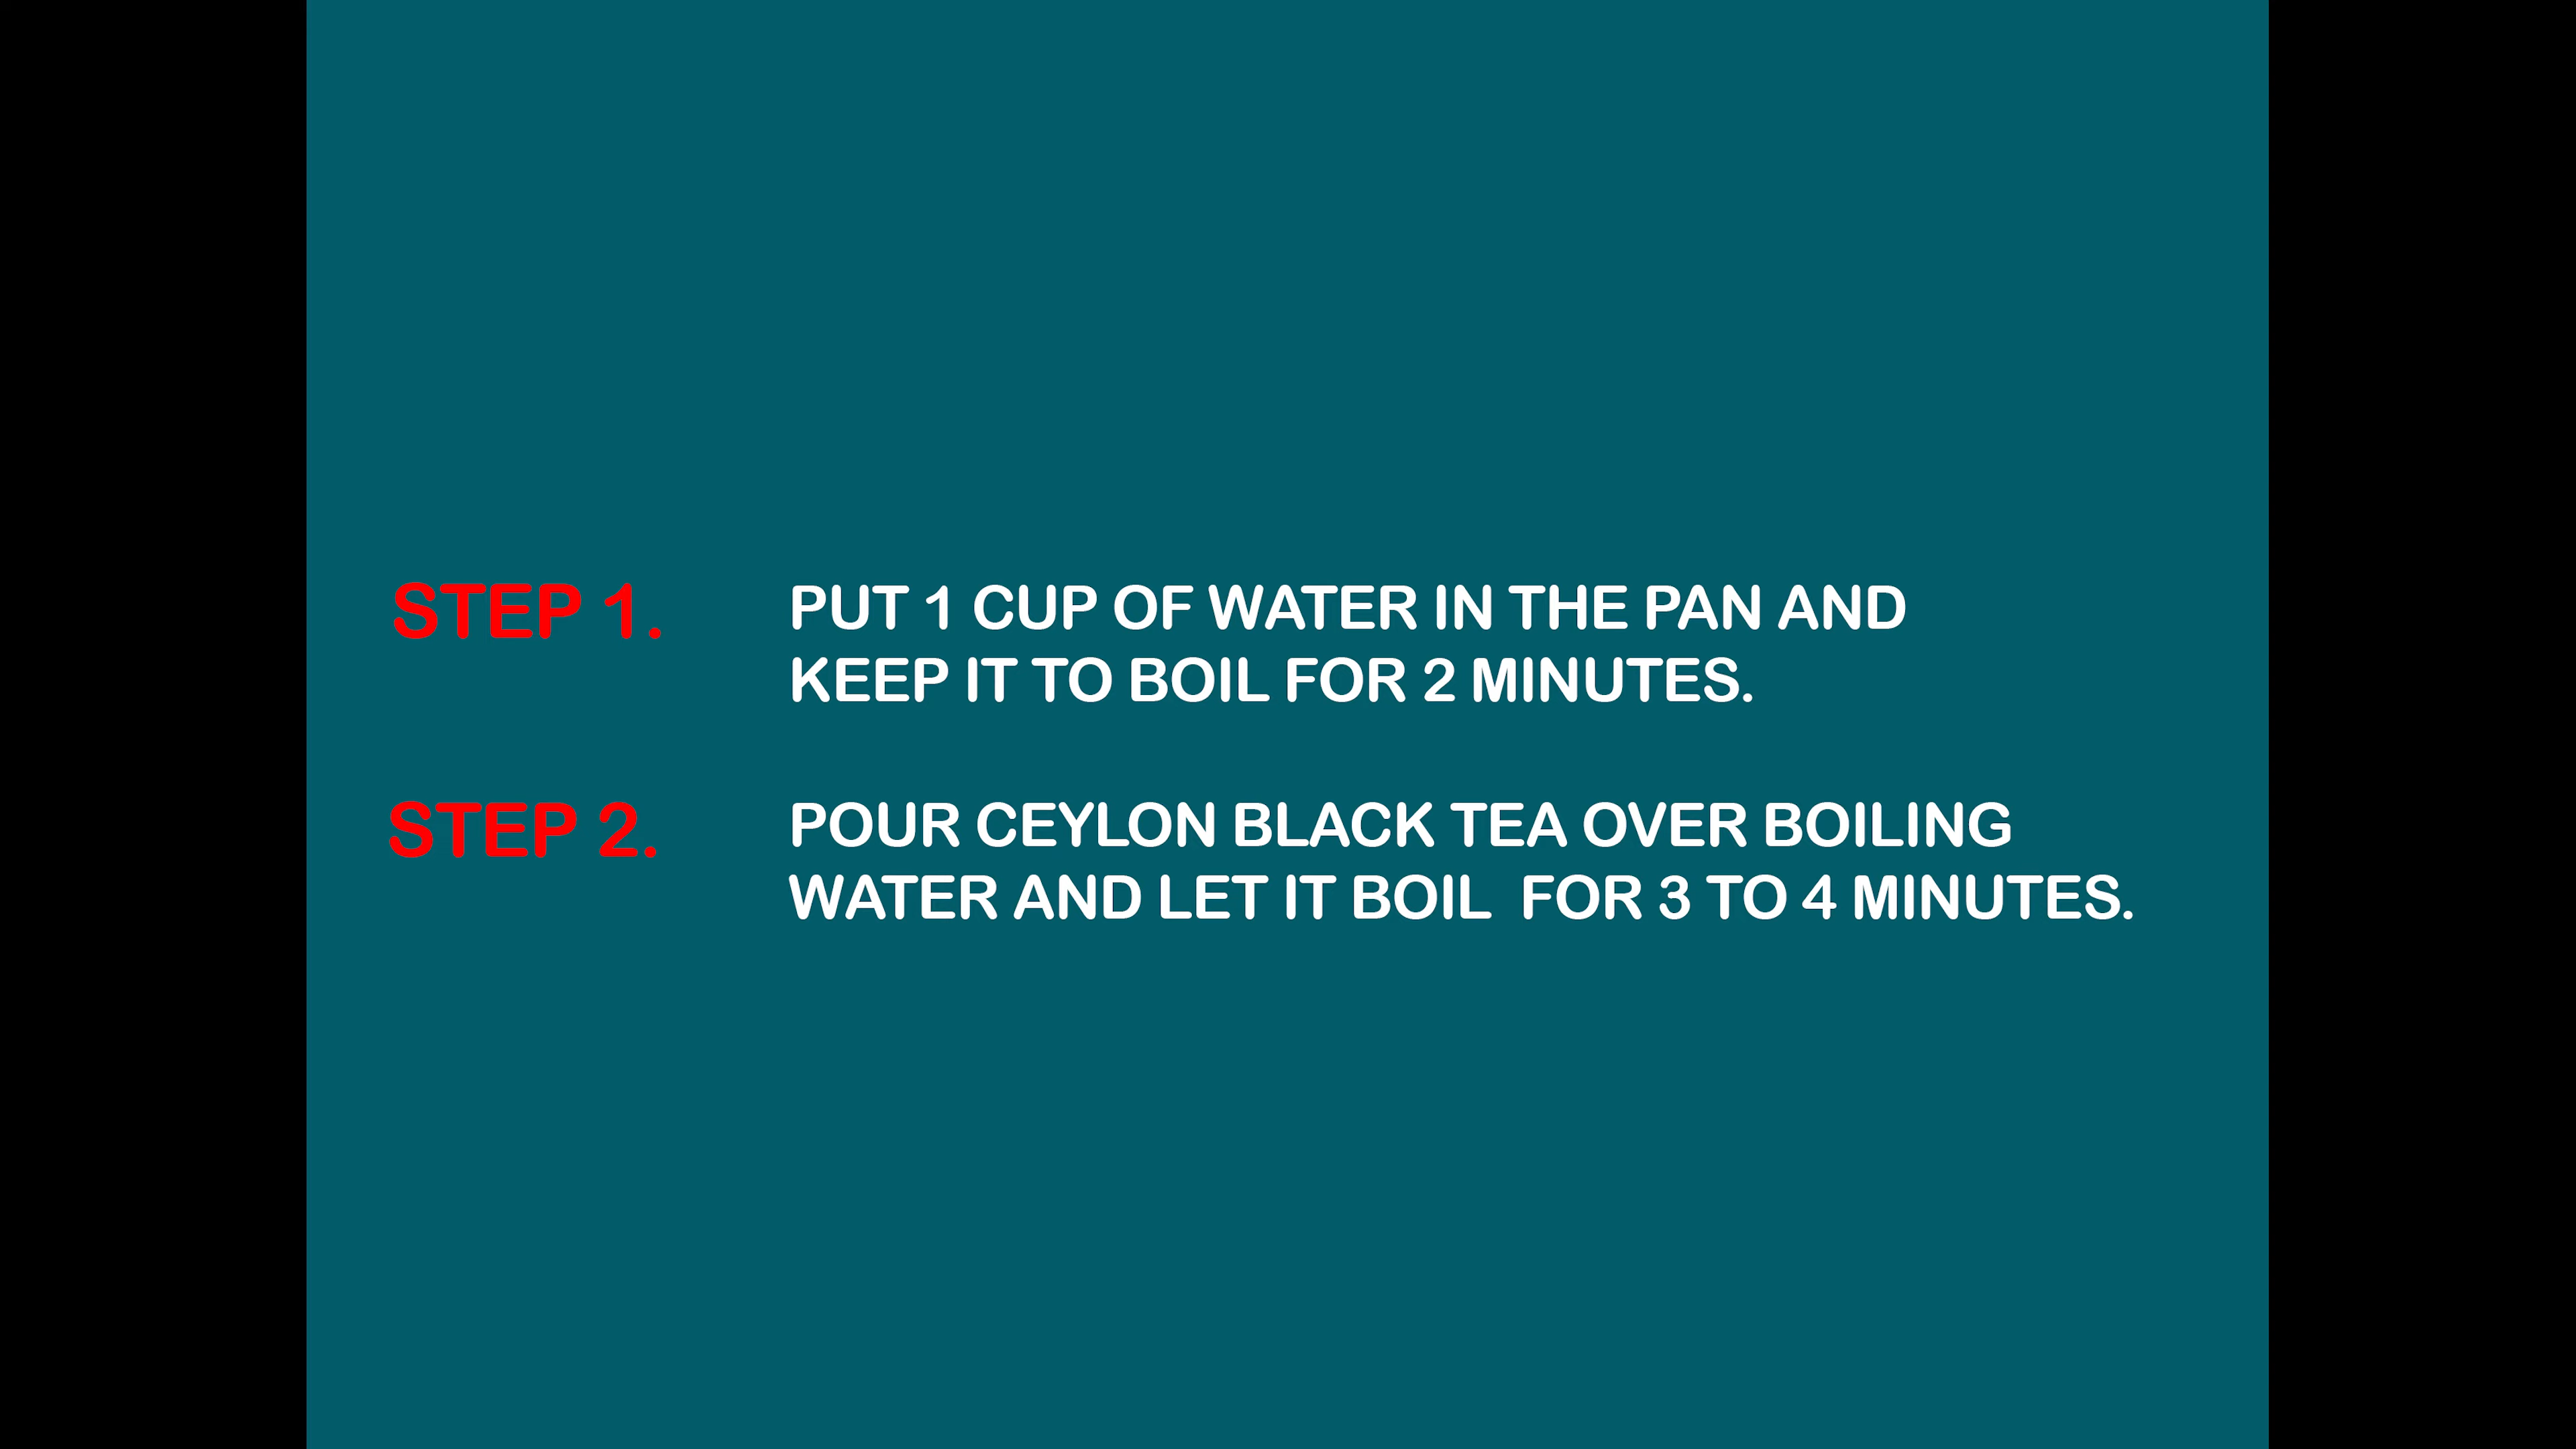 STEP 1. PUT 1 CUP OF WATER IN THE PAN AND
KEEP IT TO BOIL FOR 2 MINUTES.
STEP 2. POUR CEYLON BLACK TEA OVER BOILING
WATER AND LET IT BOIL  FOR 3 TO 4 MINUTES.